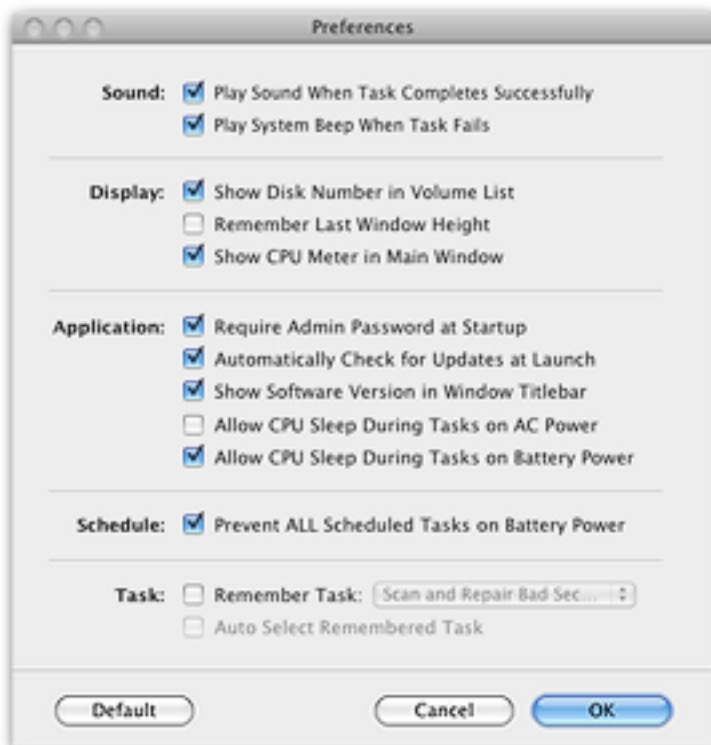 Preferences
Sound: Play Sound When Task Completes Successfully
Play System Beep When Task Fails
Display: Show Disk Number in Volume List
Remember Last Window Height
Show CPU Meter in Main Window
Application: Require Admin Password at Startup
Automatically Check for Updates at Launch
Show Software Version in Window Titlebar
Allow CPU Sleep During Tasks on AC Power
Allow CPU Sleep During Tasks on Battery Power
Schedule: Prevent ALL Scheduled Tasks on Battery Power
Task: Remember Task: Scan and Repair Bad Sec...
Auto Select Remembered Task
Default Cancel OK